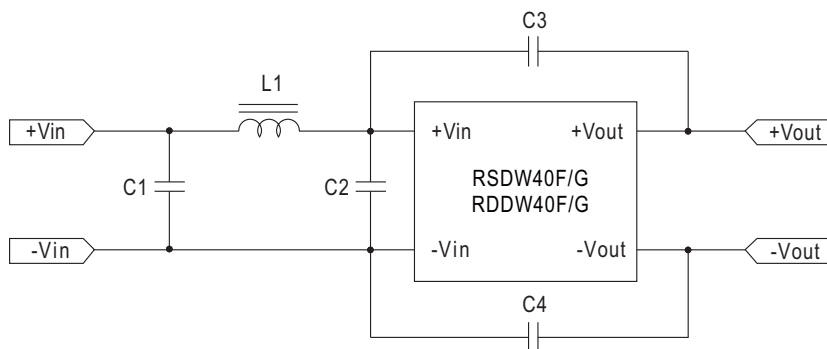 C3
L1
+Vin
+Vin
+Vout
+Vout
C1
C2
RSDW40F/G
RDDW40F/G
-Vin
-Vin
-Vout
-Vout
C4